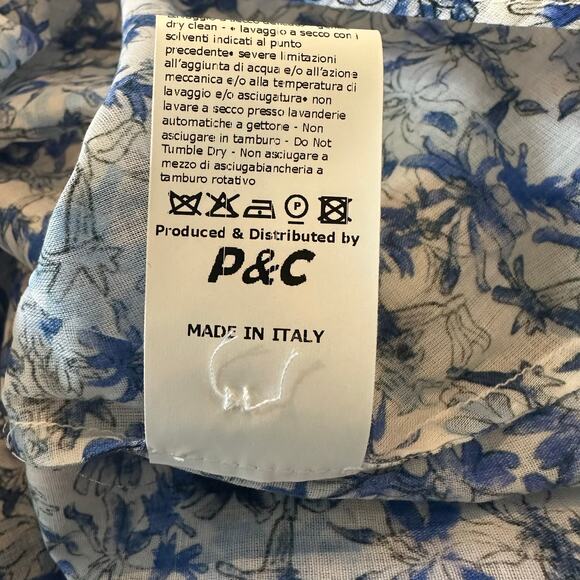 dry clean - • lavaggio a secco con i
solventi indicati al punto
precedente• severe limitazioni
all'aggiunta di acqua e/o all'azione
meccanica e/o alla temperatura di
lavaggio e/o asciugatura• non
lavare a secco presso lavanderie
automatiche a gettone - Non
asciugare in tamburo - Do Not
Tumble Dry - Non asciugare a
mezzo di asciugabiancheria a
tamburo rotativo
P
Produced & Distributed by
P&C
MADE IN ITALY